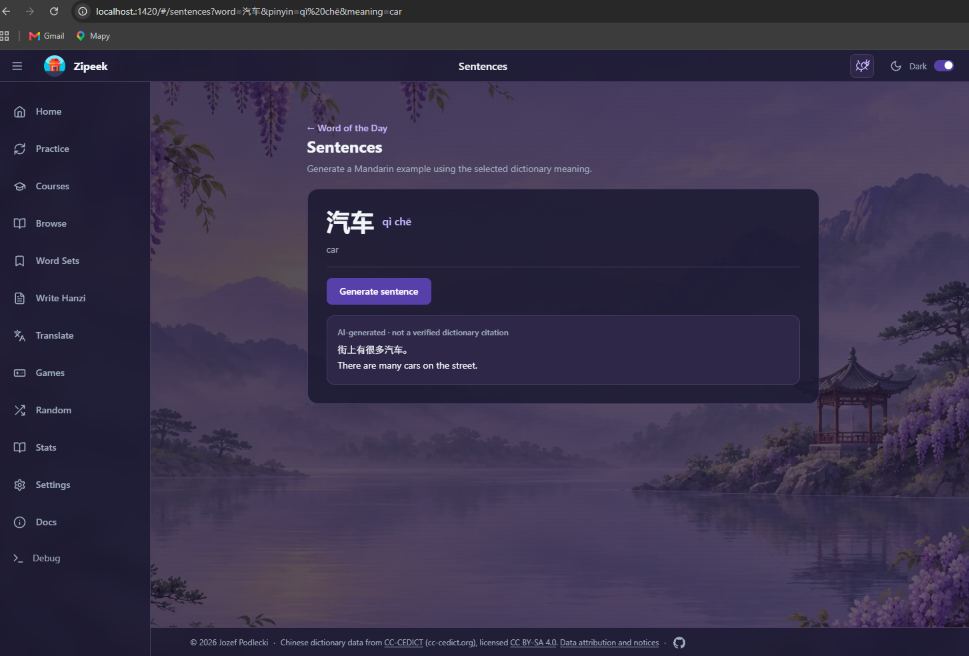 localhost:1420/#/sentences?word=汽车&pinyin=qì%20chē&meaning=car
Gmail
Mapy
Zipeek
Sentences
Dark
Home
Practice
Courses
Browse
Word Sets
Write Hanzi
Translate
Games
Random
Stats
Settings
Docs
Debug
← Word of the Day
Sentences
Generate a Mandarin example using the selected dictionary meaning.
汽车 qì chē
car
Generate sentence
AI-generated · not a verified dictionary citation
街上有很多汽车。
There are many cars on the street.
© 2026 Jozef Podlecki · Chinese dictionary data from CC-CEDICT (cc-cedict.org), licensed CC BY-SA 4.0. Data attribution and notices ·